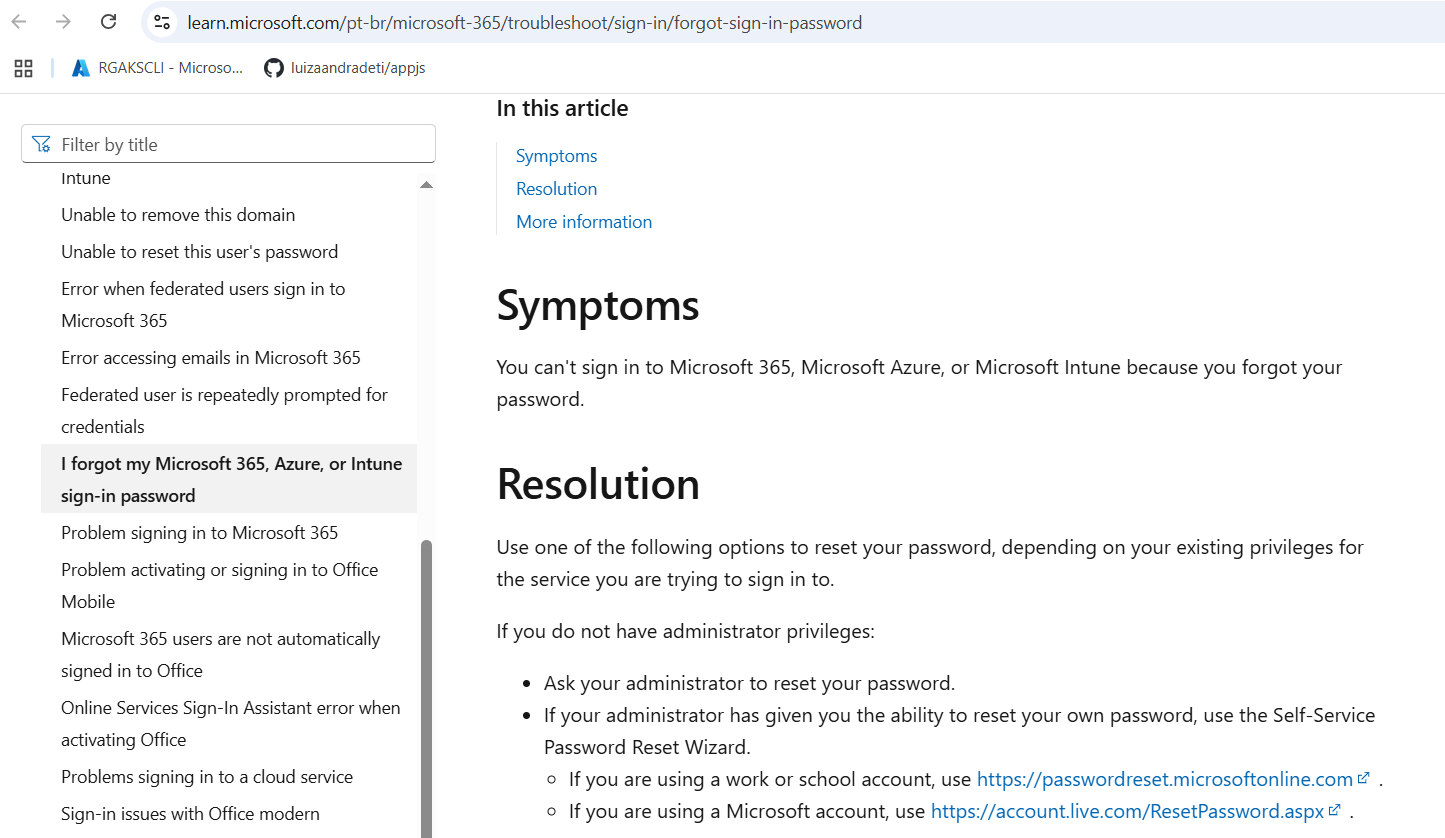 learn.microsoft.com/pt-br/microsoft-365/troubleshoot/sign-in/forgot-sign-in-password
RGAKSCLI - Microso...
luizaandradeti/appjs
Filter by title
Intune
Unable to remove this domain
Unable to reset this user's password
Error when federated users sign in to
Microsoft 365
Error accessing emails in Microsoft 365
Federated user is repeatedly prompted for
credentials
I forgot my Microsoft 365, Azure, or Intune
sign-in password
Problem signing in to Microsoft 365
Problem activating or signing in to Office
Mobile
Microsoft 365 users are not automatically
signed in to Office
Online Services Sign-In Assistant error when
activating Office
Problems signing in to a cloud service
Sign-in issues with Office modern
In this article
Symptoms
Resolution
More information
Symptoms
You can't sign in to Microsoft 365, Microsoft Azure, or Microsoft Intune because you forgot your
password.
Resolution
Use one of the following options to reset your password, depending on your existing privileges for
the service you are trying to sign in to.
If you do not have administrator privileges:
• Ask your administrator to reset your password.
• If your administrator has given you the ability to reset your own password, use the Self-Service
Password Reset Wizard.
◦ If you are using a work or school account, use https://passwordreset.microsoftonline.com .
◦ If you are using a Microsoft account, use https://account.live.com/ResetPassword.aspx .